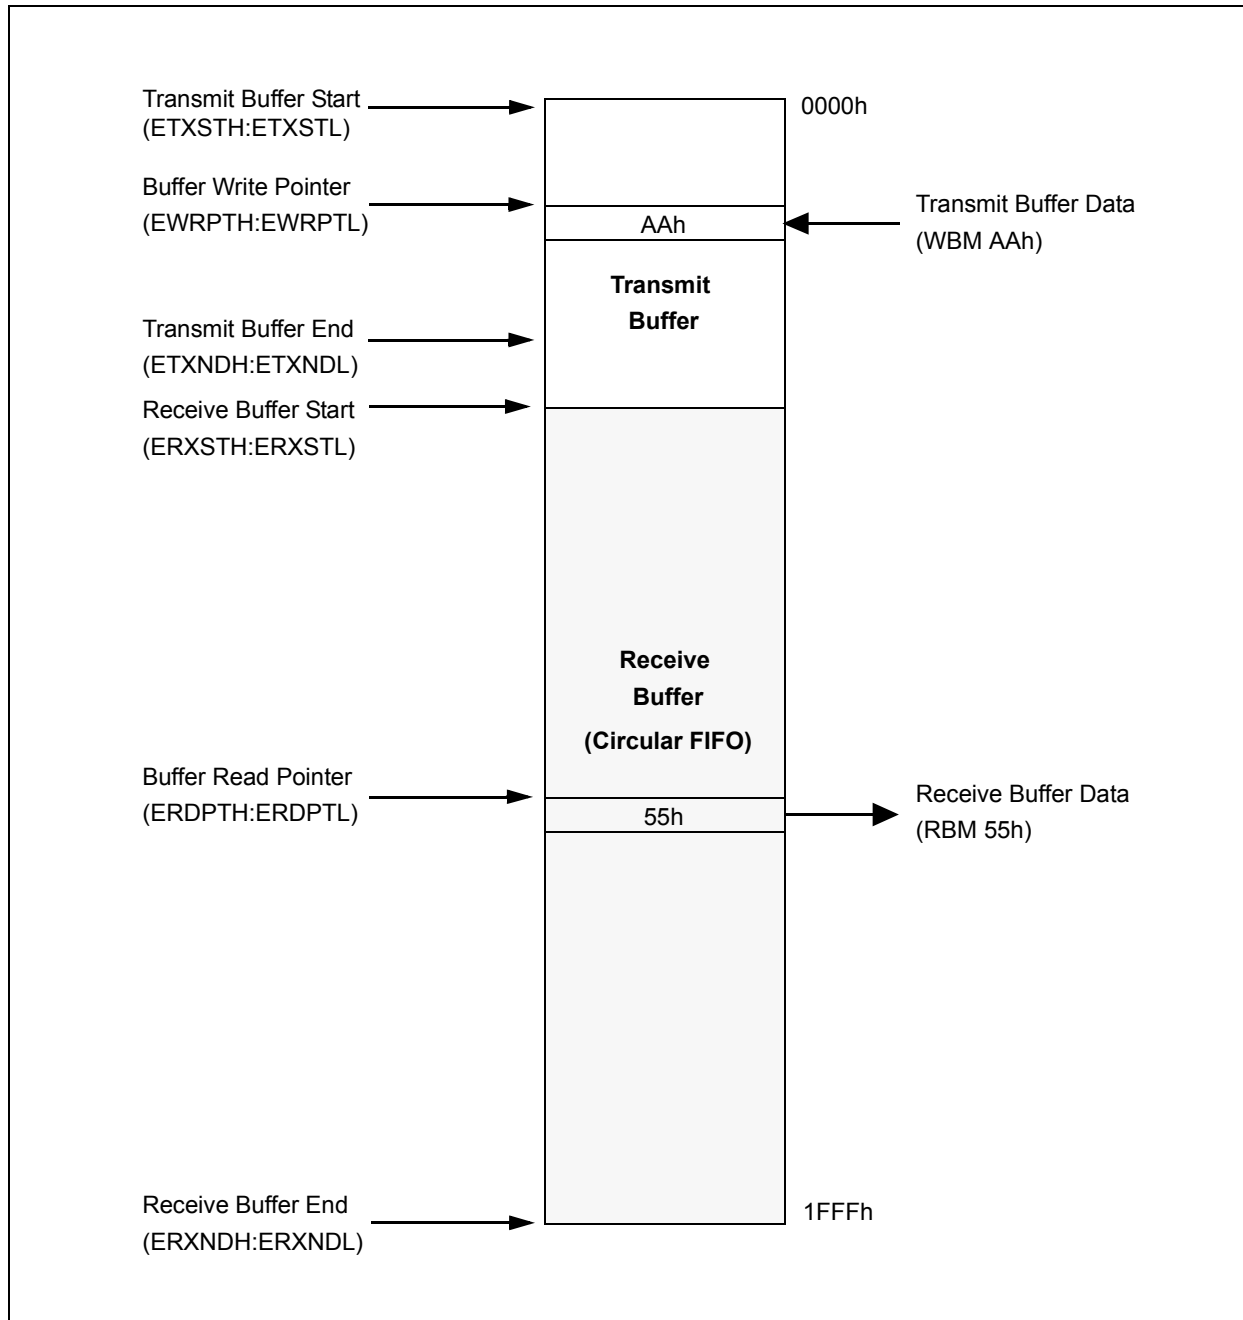 Transmit Buffer Start
(ETXSTH:ETXSTL)
0000h
Buffer Write Pointer
(EWRPTH:EWRPTL)
AAh
Transmit Buffer Data
(WBM AAh)
Transmit
Buffer
Transmit Buffer End
(ETXNDH:ETXNDL)
Receive Buffer Start
(ERXSTH:ERXSTL)
Receive
Buffer
(Circular FIFO)
Buffer Read Pointer
(ERDPTH:ERDPTL)
55h
Receive Buffer Data
(RBM 55h)
Receive Buffer End
(ERXNDH:ERXNDL)
1FFFh